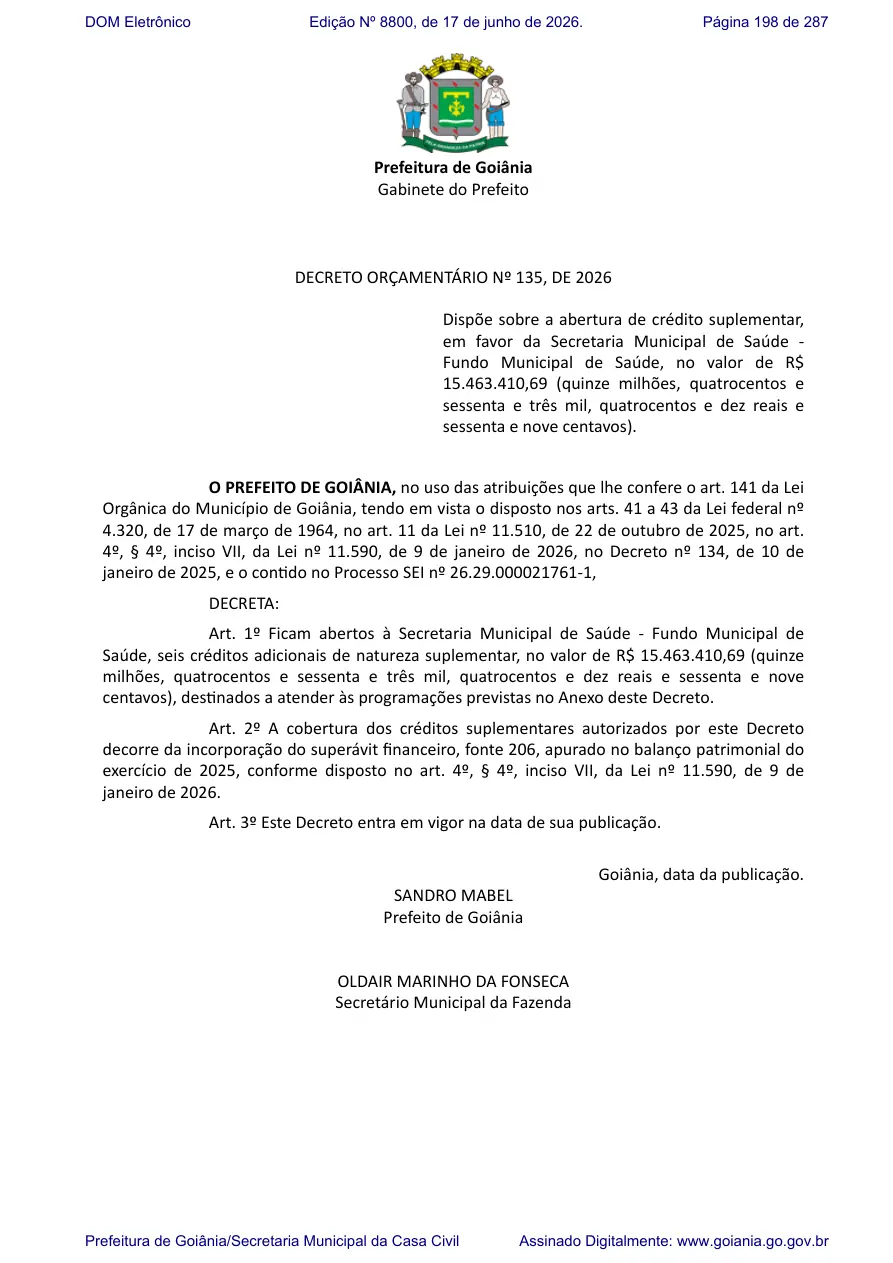 DOM Eletrônico Edição Nº 8800, de 17 de junho de 2026. Página 198 de 287
Prefeitura de Goiânia
Gabinete do Prefeito
DECRETO ORÇAMENTÁRIO Nº 135, DE 2026
Dispõe sobre a abertura de crédito suplementar,
em favor da Secretaria Municipal de Saúde -
Fundo Municipal de Saúde, no valor de R$
15.463.410,69 (quinze milhões, quatrocentos e
sessenta e três mil, quatrocentos e dez reais e
sessenta e nove centavos).
O PREFEITO DE GOIÂNIA, no uso das atribuições que lhe confere o art. 141 da Lei
Orgânica do Município de Goiânia, tendo em vista o disposto nos arts. 41 a 43 da Lei federal nº
4.320, de 17 de março de 1964, no art. 11 da Lei nº 11.510, de 22 de outubro de 2025, no art.
4º, § 4º, inciso VII, da Lei nº 11.590, de 9 de janeiro de 2026, no Decreto nº 134, de 10 de
janeiro de 2025, e o contido no Processo SEI nº 26.29.000021761-1,
DECRETA:
Art. 1º Ficam abertos à Secretaria Municipal de Saúde - Fundo Municipal de
Saúde, seis créditos adicionais de natureza suplementar, no valor de R$ 15.463.410,69 (quinze
milhões, quatrocentos e sessenta e três mil, quatrocentos e dez reais e sessenta e nove
centavos), destinados a atender às programações previstas no Anexo deste Decreto.
Art. 2º A cobertura dos créditos suplementares autorizados por este Decreto
decorre da incorporação do superávit financeiro, fonte 206, apurado no balanço patrimonial do
exercício de 2025, conforme disposto no art. 4º, § 4º, inciso VII, da Lei nº 11.590, de 9 de
janeiro de 2026.
Art. 3º Este Decreto entra em vigor na data de sua publicação.
Goiânia, data da publicação.
SANDRO MABEL
Prefeito de Goiânia
OLDAIR MARINHO DA FONSECA
Secretário Municipal da Fazenda
Prefeitura de Goiânia/Secretaria Municipal da Casa Civil Assinado Digitalmente: www.goiania.go.gov.br